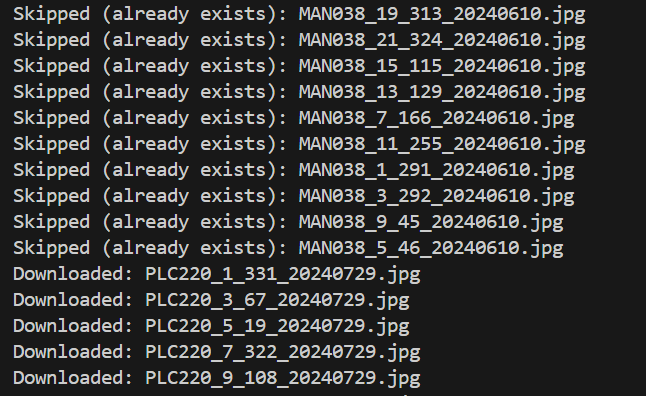 Skipped (already exists): MAN038_19_313_20240610.jpg
Skipped (already exists): MAN038_21_324_20240610.jpg
Skipped (already exists): MAN038_15_115_20240610.jpg
Skipped (already exists): MAN038_13_129_20240610.jpg
Skipped (already exists): MAN038_7_166_20240610.jpg
Skipped (already exists): MAN038_11_255_20240610.jpg
Skipped (already exists): MAN038_1_291_20240610.jpg
Skipped (already exists): MAN038_3_292_20240610.jpg
Skipped (already exists): MAN038_9_45_20240610.jpg
Skipped (already exists): MAN038_5_46_20240610.jpg
Downloaded: PLC220_1_331_20240729.jpg
Downloaded: PLC220_3_67_20240729.jpg
Downloaded: PLC220_5_19_20240729.jpg
Downloaded: PLC220_7_322_20240729.jpg
Downloaded: PLC220_9_108_20240729.jpg